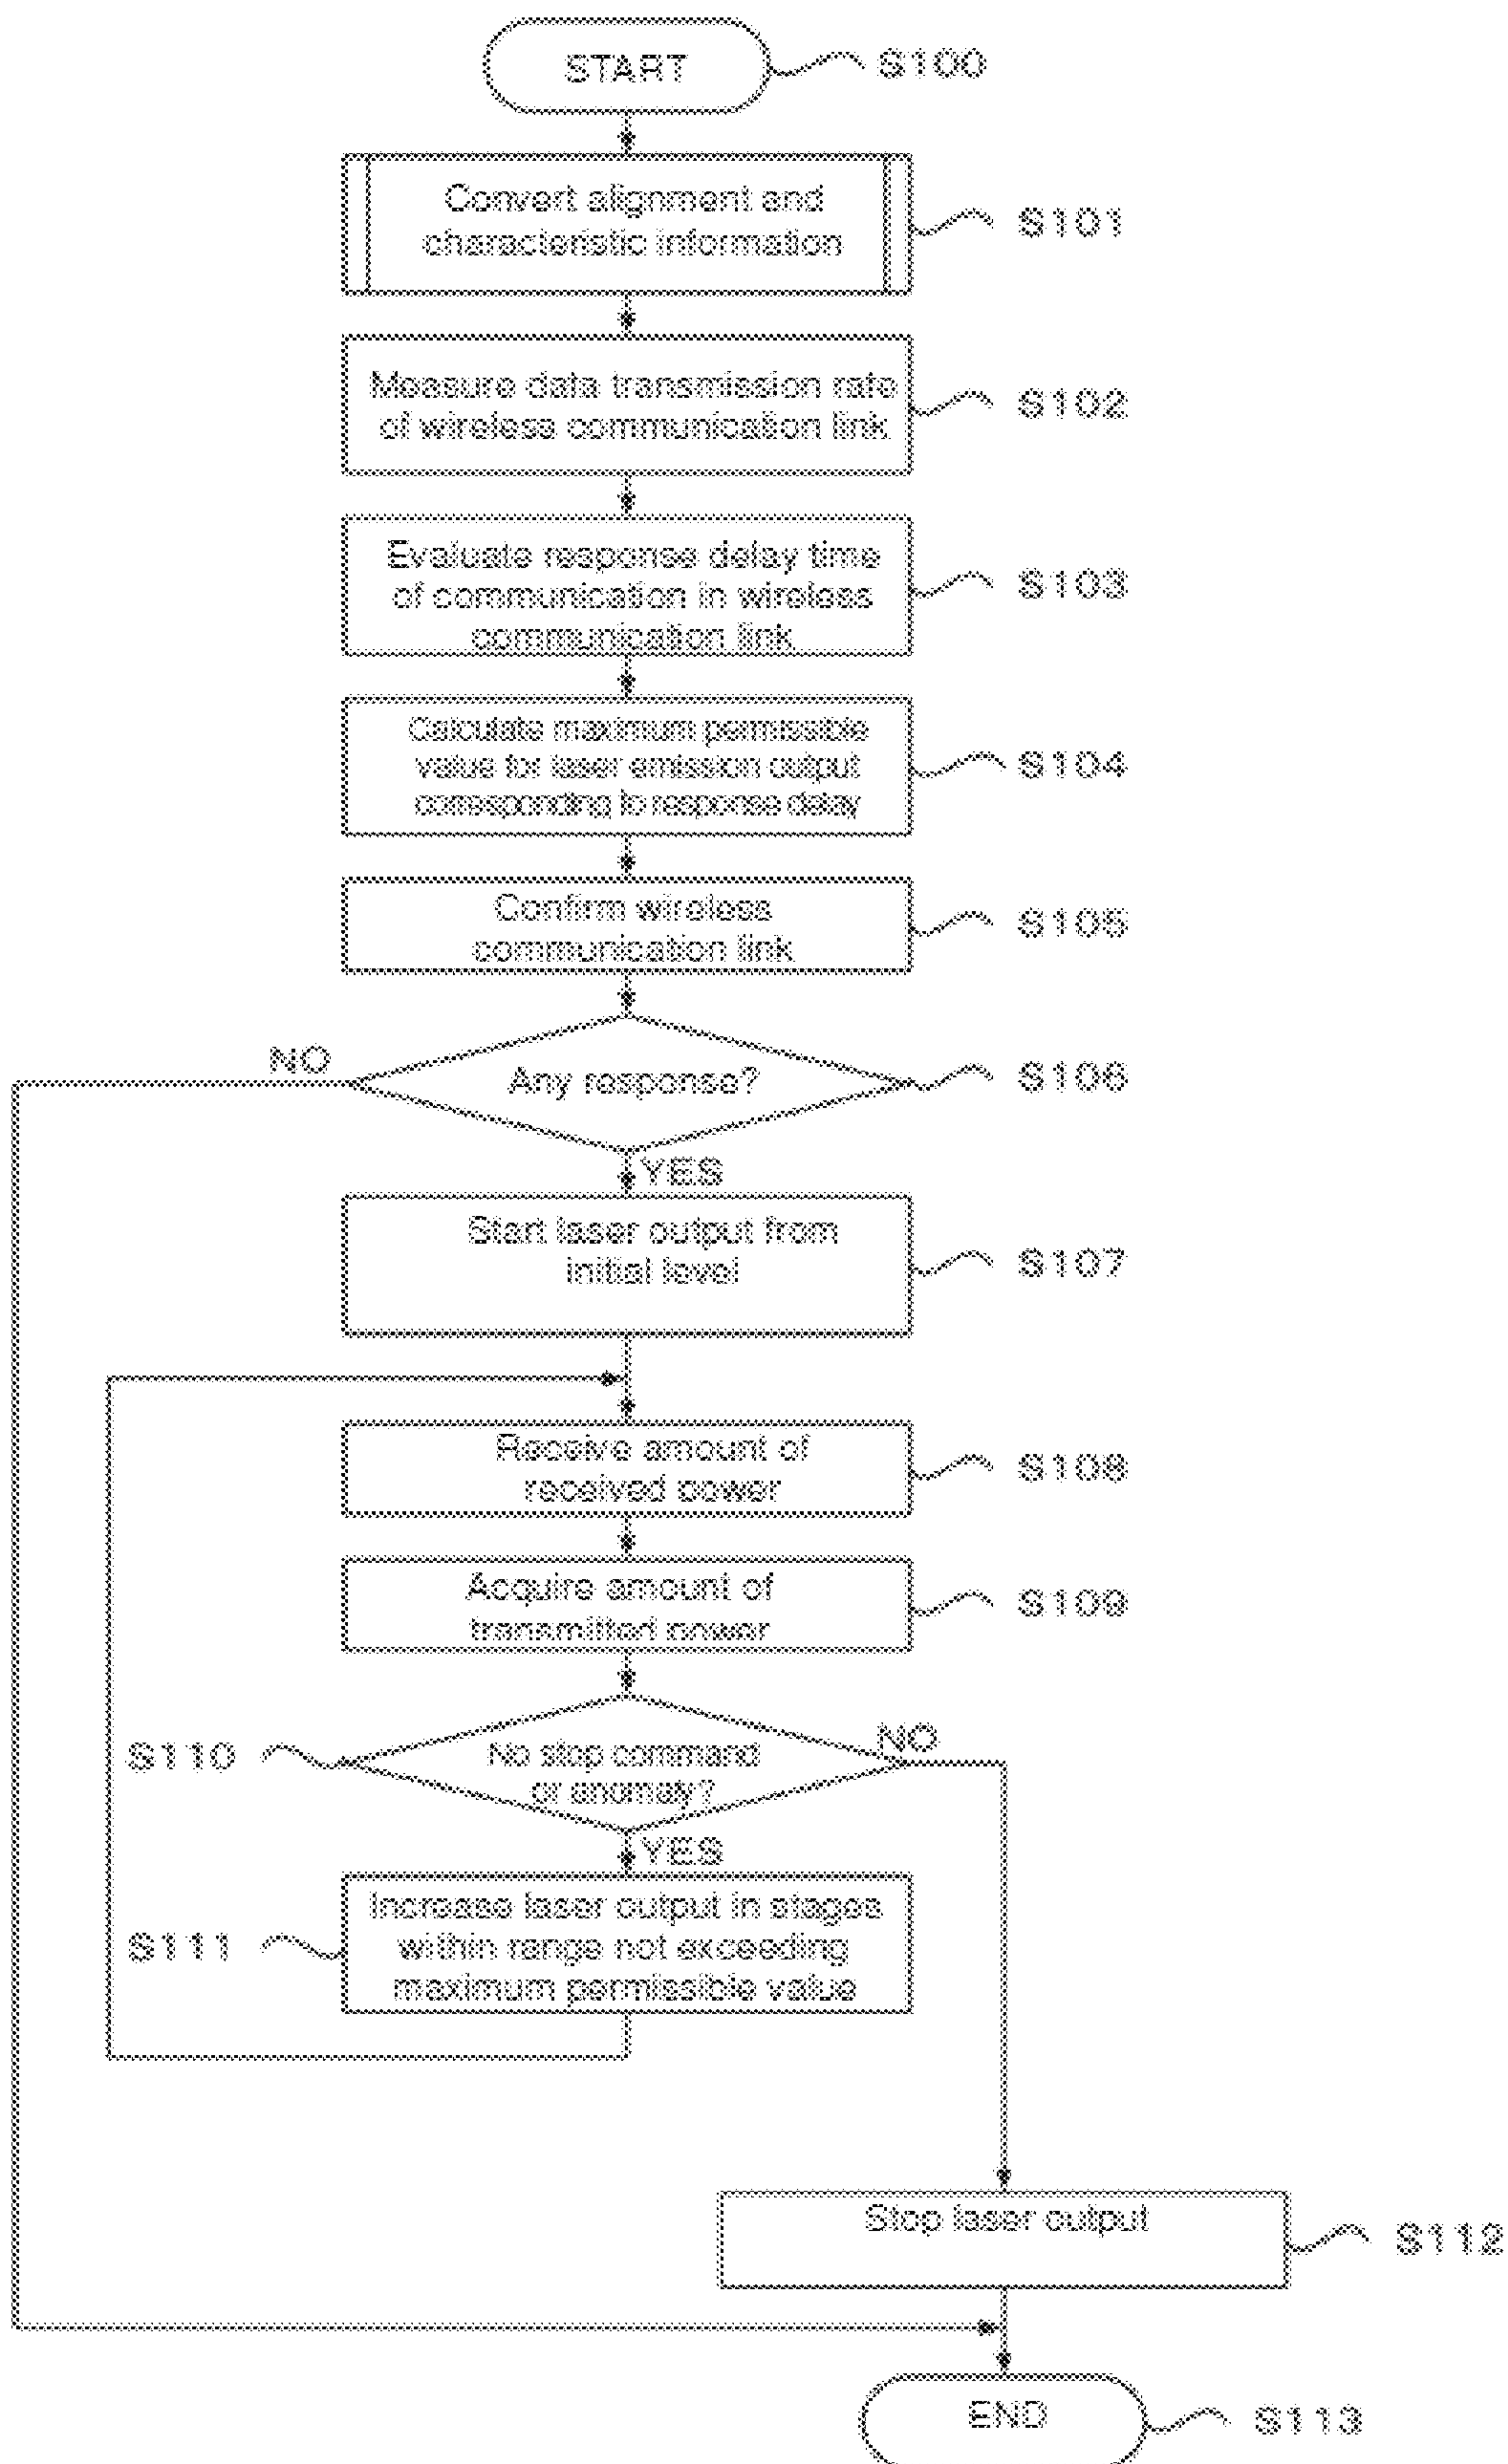 START
S100
Convert alignment and
characteristic information
S101
Measure data transmission rate
of wireless communication link
S102
Evaluate response delay time
of communication in wireless
communication link
S103
Calculate maximum permissible
value for laser emission output
corresponding to response delay
S104
Confirm wireless
communication link
S105
NO
Any response?
S106
YES
Start laser output from
initial level
S107
Receive amount of
received power
S108
Acquire amount of
transmitted power
S109
S110
No stop command
or anomaly?
NO
YES
S111
Increase laser output in stages
within range not exceeding
maximum permissible value
Stop laser output
S112
END
S113